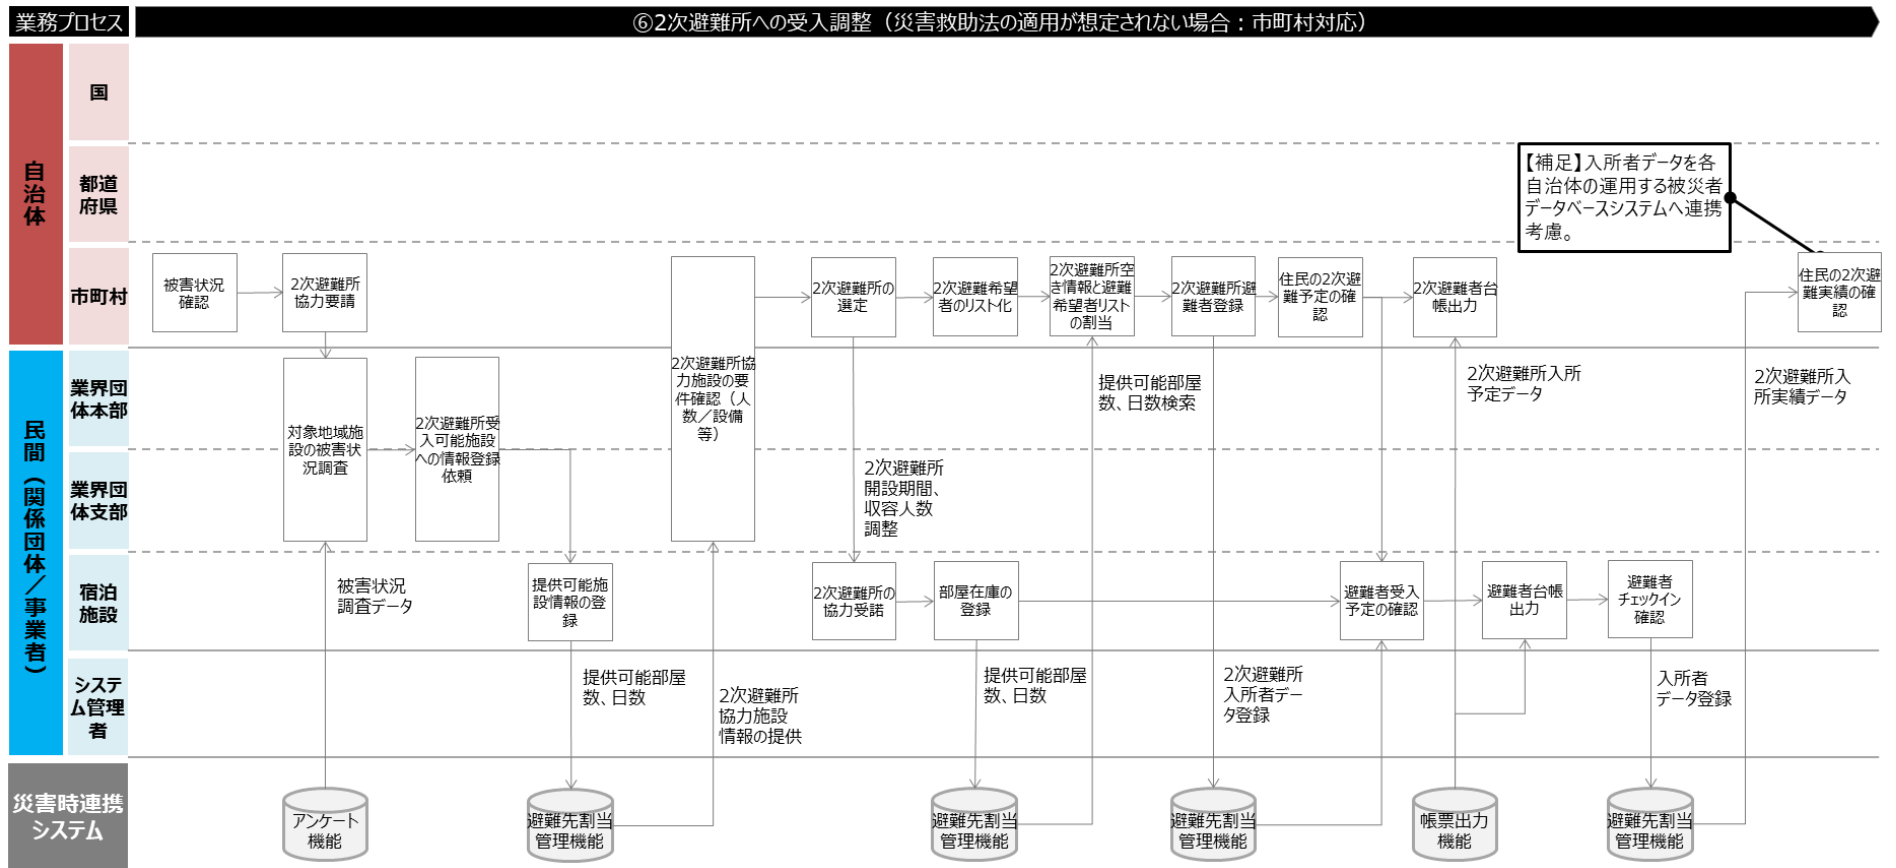 業務プロセス
⑥2次避難所への受入調整（災害救助法の適用が想定されない場合：市町村対応）
自治体
国
都道
府県
市町村
民間（関係団体／事業者）
業界団
体本部
業界団
体支部
宿泊
施設
システ
ム管理
者
災害時連携
システム
被害状況
確認
2次避難所
協力要請
対象地域施
設の被害状
況調査
2次避難所受
入可能施設
への情報登録
依頼
被害状況
調査データ
アンケート
機能
提供可能施
設情報の登
録
提供可能部屋
数、日数
避難先割当
管理機能
2次避難所
協力施設
情報の提供
2次避難所協
力施設の要
件確認（人
数／設備
等）
2次避難所の
選定
2次避難所
開設期間、
収容人数
調整
2次避難所の
協力受諾
2次避難希望
者のリスト化
部屋在庫の
登録
提供可能部屋
数、日数
避難先割当
管理機能
2次避難所空
き情報と避難
希望者リスト
の割当
提供可能部屋
数、日数検索
2次避難所避
難者登録
2次避難所
入所者デー
タ登録
避難先割当
管理機能
住民の2次避
難予定の確
認
避難者受入
予定の確認
2次避難者台
帳出力
2次避難所入所
予定データ
帳票出力
機能
避難者台帳
出力
避難者
チェックイン
確認
入所者
データ登録
避難先割当
管理機能
2次避難所入
所実績データ
住民の2次避
難実績の確
認
【補足】入所者データを各
自治体の運用する被災者
データベースシステムへ連携
考慮。